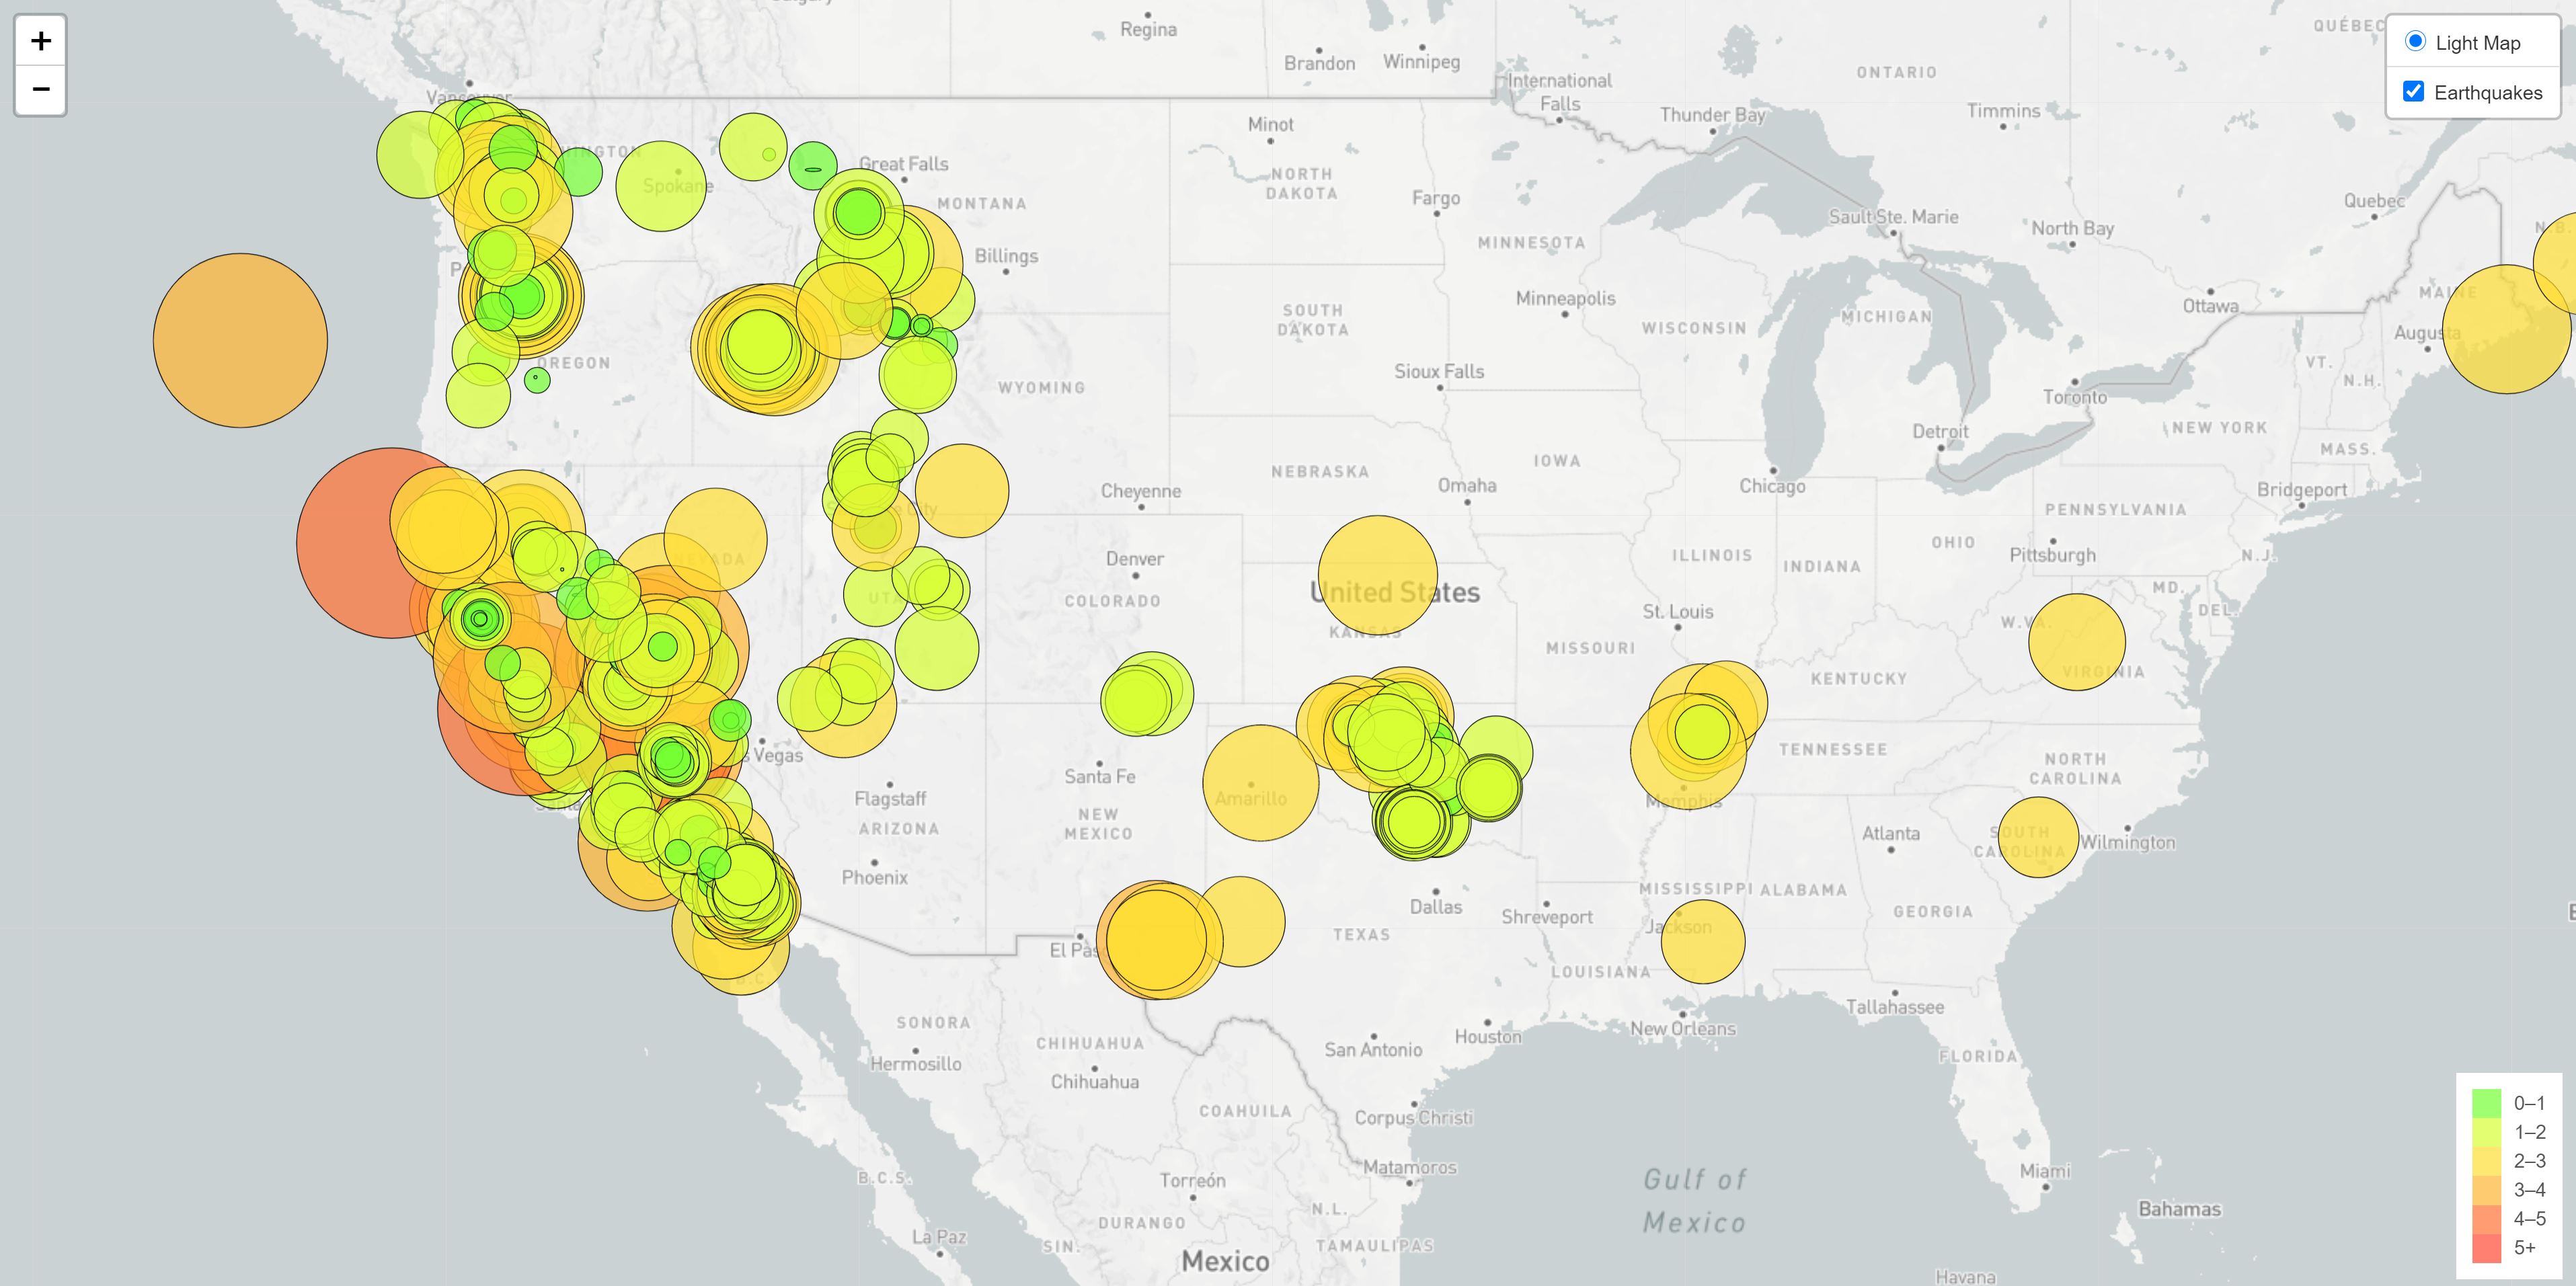 +
−
Light Map
Earthquakes
Regina
Brandon
Winnipeg
International
Falls
ONTARIO
Timmins
Thunder Bay
Minot
NORTH
DAKOTA
Fargo
Great Falls
MONTANA
Spokane
Billings
MINNESOTA
Sault Ste. Marie
North Bay
Quebec
Ottawa
MAINE
Augusta
VT.
N.H.
SOUTH
DAKOTA
Minneapolis
WISCONSIN
MICHIGAN
Toronto
OREGON
WYOMING
Sioux Falls
Detroit
NEW YORK
MASS.
NEBRASKA
IOWA
Omaha
Chicago
Cheyenne
Bridgeport
PENNSYLVANIA
Pittsburgh
N.J.
OHIO
ILLINOIS
INDIANA
Denver
COLORADO
United States
KANSAS
St. Louis
MISSOURI
KENTUCKY
W.VA.
VIRGINIA
MD.
DEL.
Vegas
Santa Fe
NEW
MEXICO
Flagstaff
ARIZONA
Phoenix
Amarillo
Memphis
TENNESSEE
NORTH
CAROLINA
SOUTH
CAROLINA
Wilmington
Atlanta
MISSISSIPPI
ALABAMA
GEORGIA
Jackson
Dallas
Shreveport
TEXAS
LOUISIANA
Tallahassee
New Orleans
Houston
San Antonio
FLORIDA
SONORA
Hermosillo
CHIHUAHUA
Chihuahua
COAHUILA
Corpus Christi
Matamoros
Gulf of
Mexico
Miami
Bahamas
B.C.S.
Torreón
N.L.
DURANGO
La Paz
SIN.
Mexico
TAMAULIPAS
Havana
0–1
1–2
2–3
3–4
4–5
5+